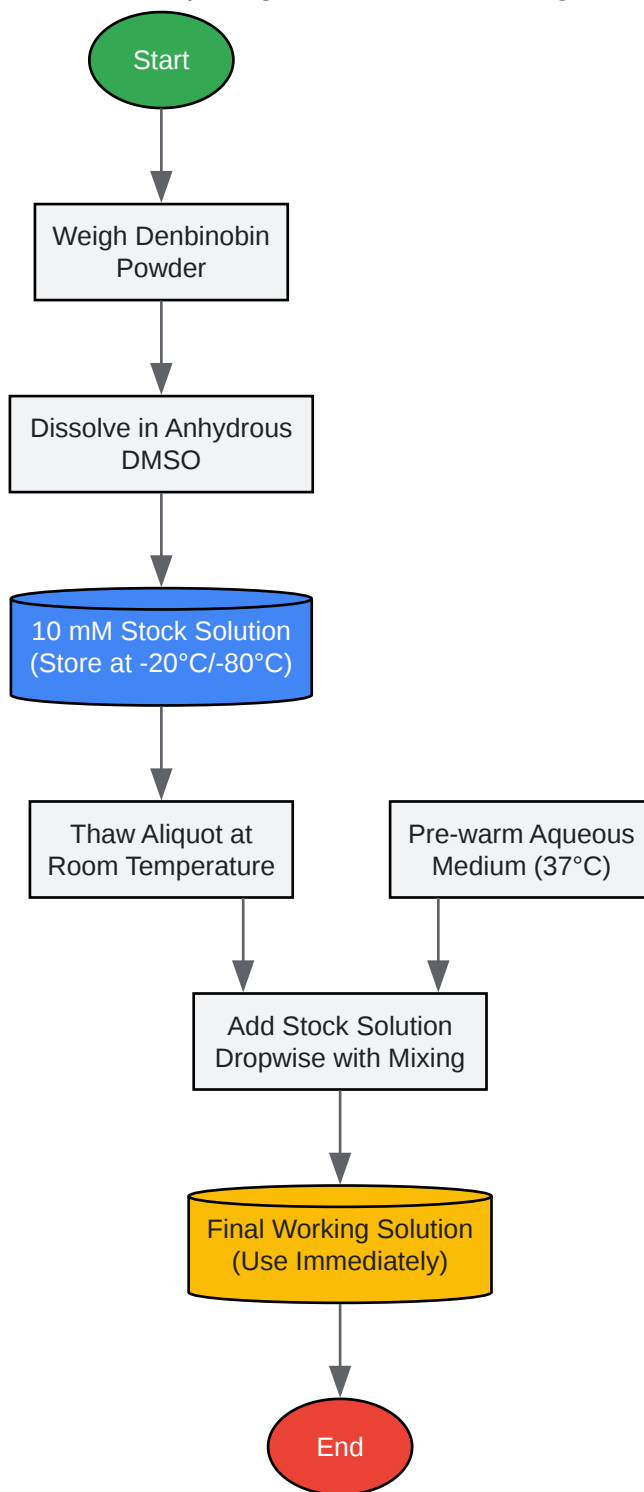 Start
Weigh Denbinobin
Powder
Dissolve in Anhydrous
DMSO
10 mM Stock Solution
(Store at -20°C/-80°C)
Thaw Aliquot at
Room Temperature
Pre-warm Aqueous
Medium (37°C)
Add Stock Solution
Dropwise with Mixing
Final Working Solution
(Use Immediately)
End